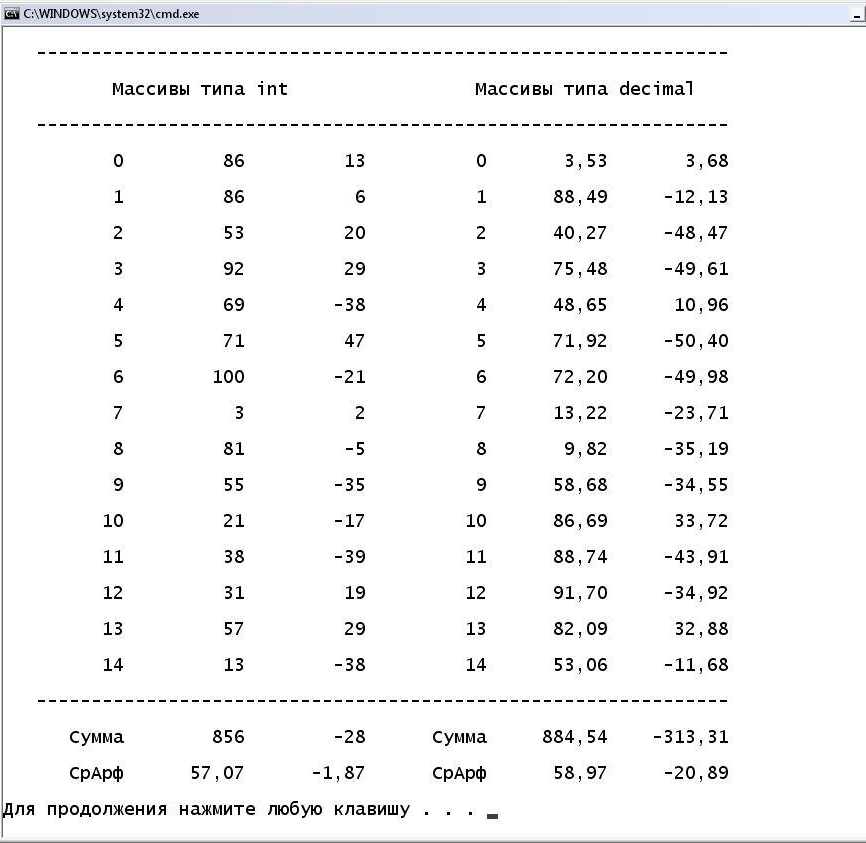 C:\WINDOWS\system32\cmd.exe
----------------------------------------------------------------
Массивы типа int Массивы типа decimal
----------------------------------------------------------------
0 86 13 0 3,53 3,68
1 86 6 1 88,49 -12,13
2 53 20 2 40,27 -48,47
3 92 29 3 75,48 -49,61
4 69 -38 4 48,65 10,96
5 71 47 5 71,92 -50,40
6 100 -21 6 72,20 -49,98
7 3 2 7 13,22 -23,71
8 81 -5 8 9,82 -35,19
9 55 -35 9 58,68 -34,55
10 21 -17 10 86,69 33,72
11 38 -39 11 88,74 -43,91
12 31 19 12 91,70 -34,92
13 57 29 13 82,09 32,88
14 13 -38 14 53,06 -11,68
----------------------------------------------------------------
Сумма 856 -28 Сумма 884,54 -313,31
СрАрф 57,07 -1,87 СрАрф 58,97 -20,89
Для продолжения нажмите любую клавишу . . .